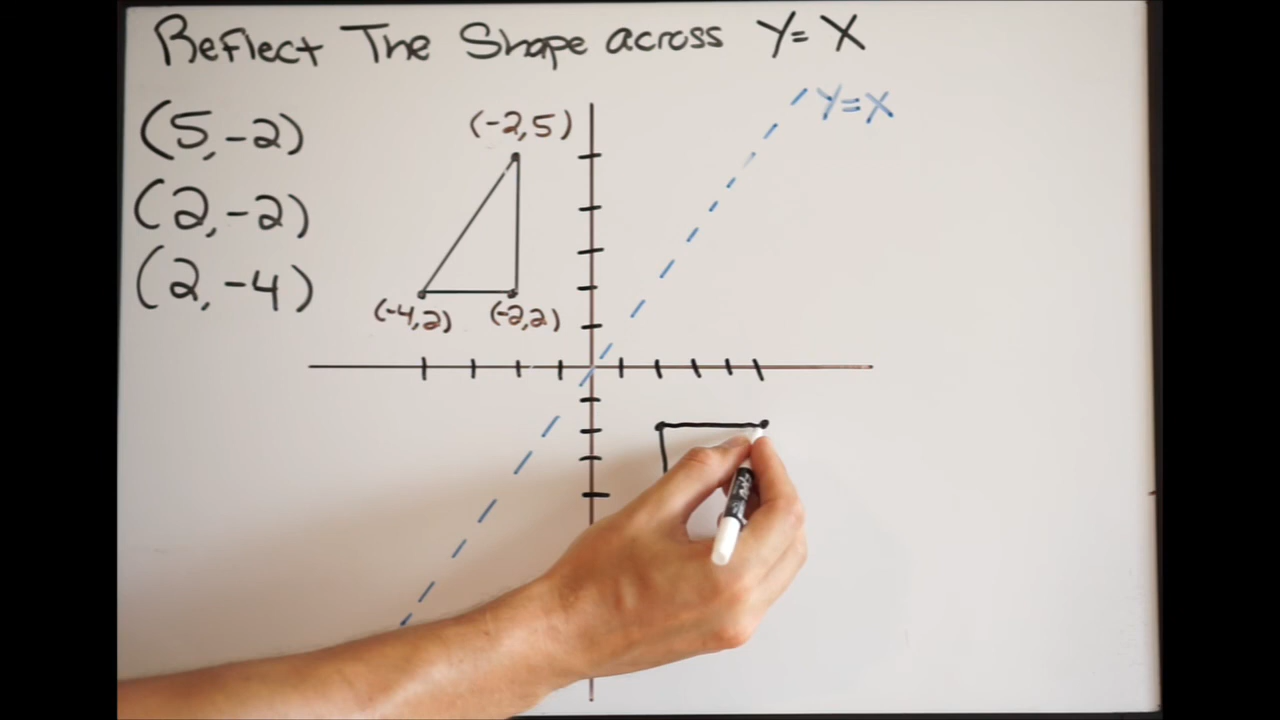 Reflect The Shape across Y=X
Y=X
(5,-2)
(-2,5)
(2,-2)
(2,-4)
(-4,2) (-2,2)